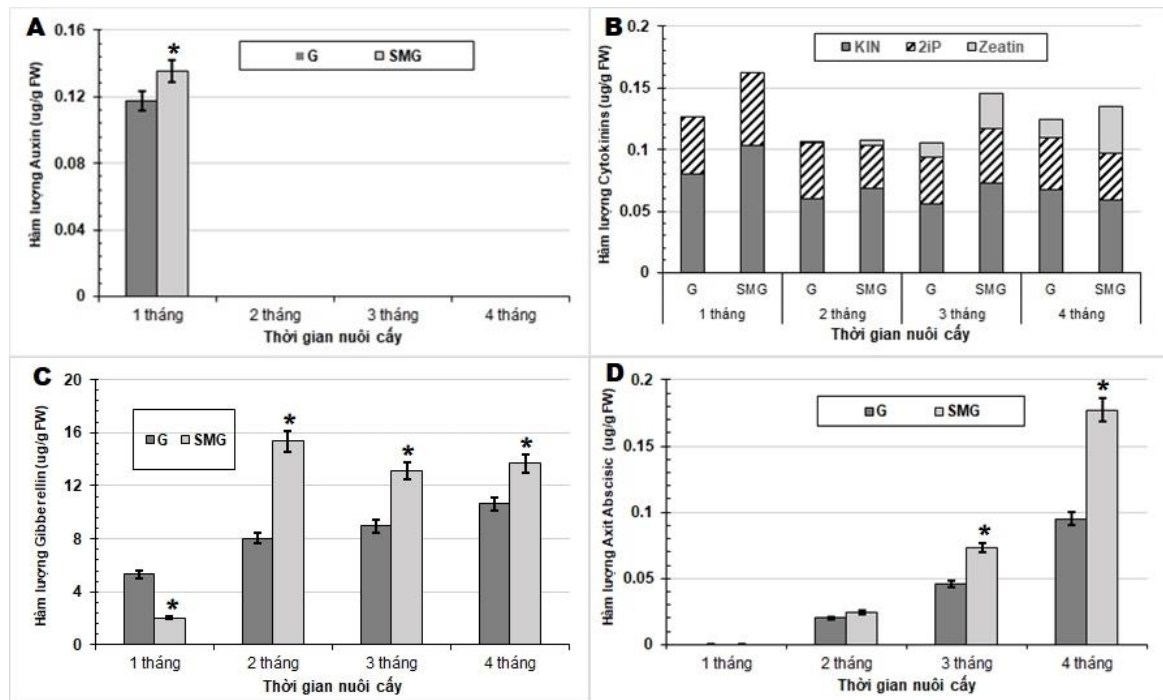 A
Hàm lượng Auxin (ug/g FW)
0.16
0.12
0.08
0.04
0
G SMG
*
1 tháng 2 tháng 3 tháng 4 tháng
Thời gian nuôi cấy
B
Hàm lượng Cytokinins (ug/g FW)
0.2
0.15
0.1
0.05
0
KIN 2iP Zeatin
G SMG G SMG G SMG G SMG
1 tháng 2 tháng 3 tháng 4 tháng
Thời gian nuôi cấy
C
Hàm lượng Gibberellin (ug/g FW)
20
16
12
8
4
0
G SMG
* * * *
1 tháng 2 tháng 3 tháng 4 tháng
Thời gian nuôi cấy
D
Hàm lượng Axit Abscisic (ug/g FW)
0.2
0.15
0.1
0.05
0
G SMG
* *
1 tháng 2 tháng 3 tháng 4 tháng
Thời gian nuôi cấy